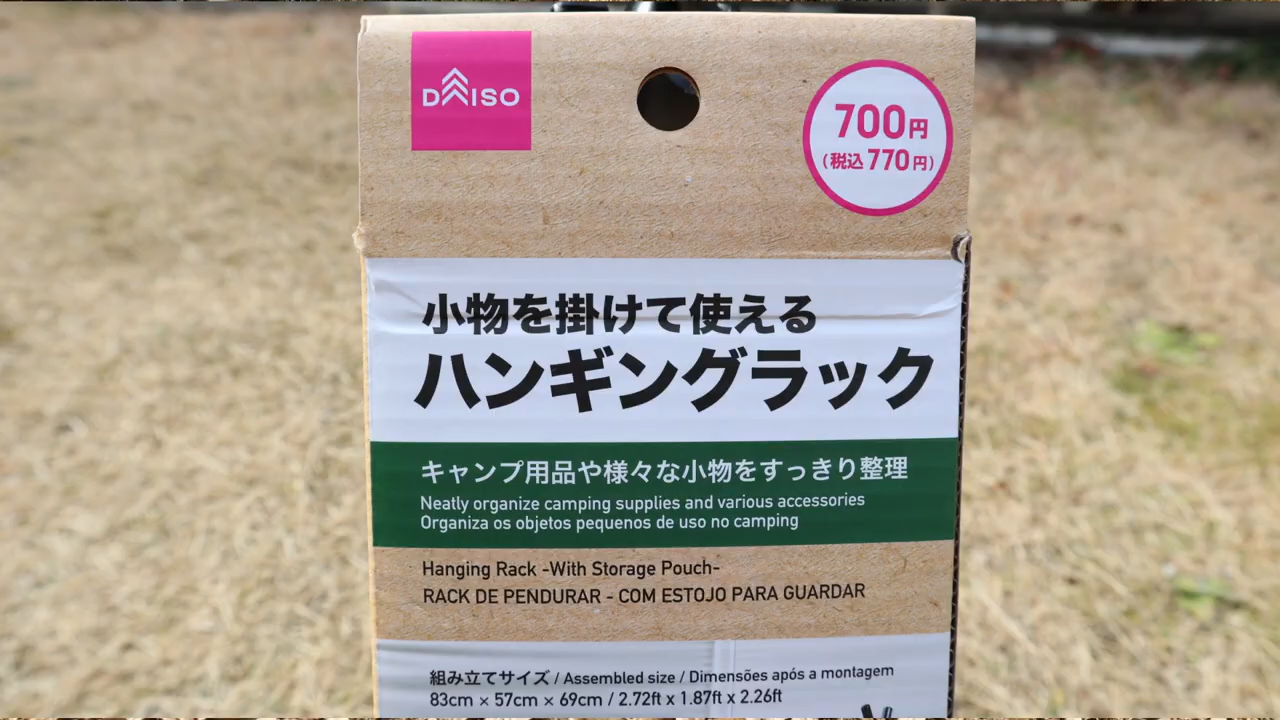 DAISO
700円
(税込770円)
小物を掛けて使える
ハンギングラック
キャンプ用品や様々な小物をすっきり整理
Neatly organize camping supplies and various accessories
Organiza os objetos pequenos de uso no camping
Hanging Rack -With Storage Pouch-
RACK DE PENDURAR - COM ESTOJO PARA GUARDAR
組み立てサイズ / Assembled size / Dimensões após a montagem
83cm × 57cm × 69cm / 2.72ft x 1.87ft x 2.26ft